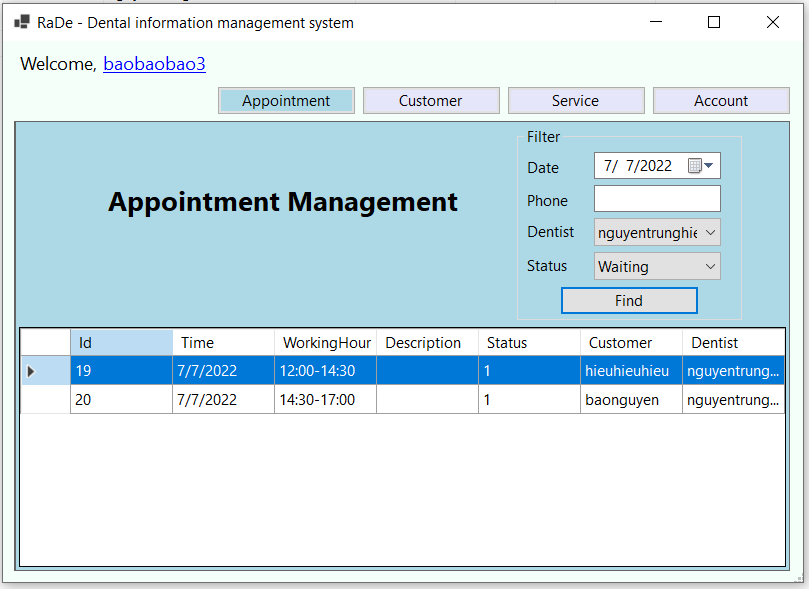 RaDe - Dental information management system
Welcome, baobaobao3
Appointment Customer Service Account
Filter
Date 7/ 7/2022
Phone
Appointment Management
Dentist nguyentrunghie
Status Waiting
Find
Id Time WorkingHour Description Status Customer Dentist
19 7/7/2022 12:00-14:30 1 hieuhieuhieu nguyentrung...
20 7/7/2022 14:30-17:00 1 baonguyen nguyentrung...